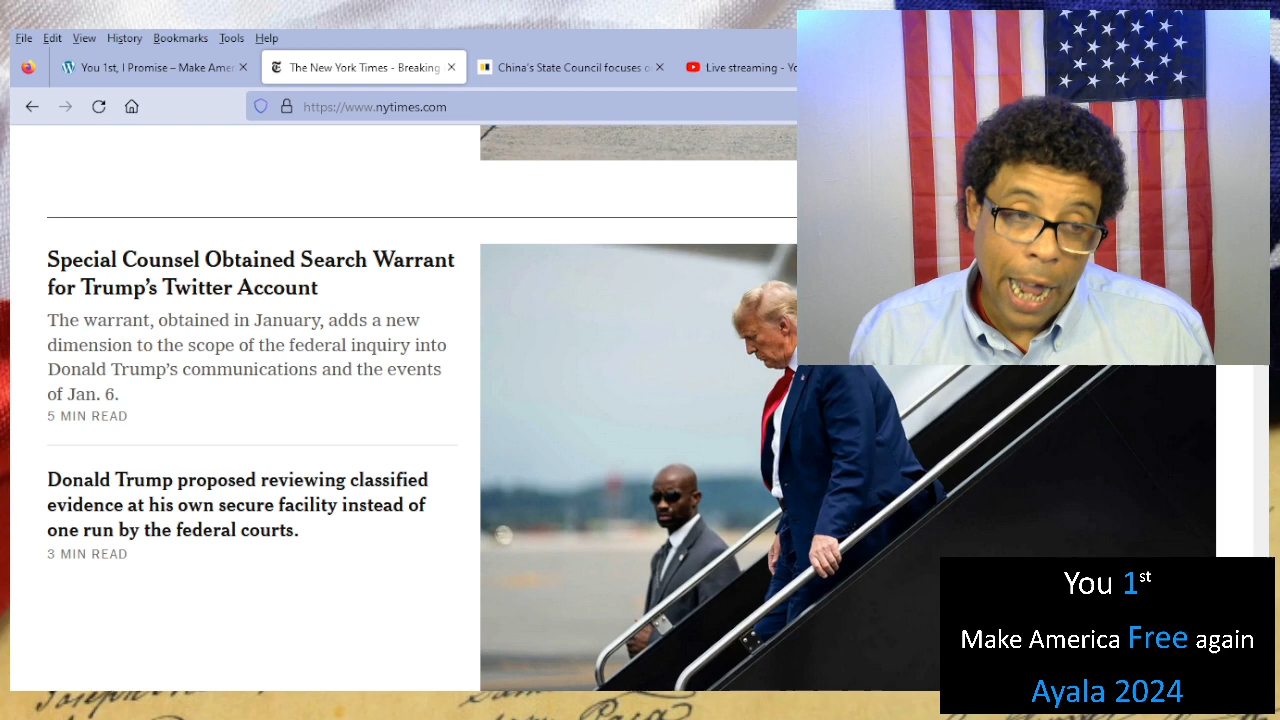 File Edit View History Bookmarks Tools Help
You 1st, I Promise – Make Amer
The New York Times - Breaking
China's State Council focuses o
Live streaming - Yo
https://www.nytimes.com
Special Counsel Obtained Search Warrant
for Trump's Twitter Account
The warrant, obtained in January, adds a new
dimension to the scope of the federal inquiry into
Donald Trump's communications and the events
of Jan. 6.
5 MIN READ
Donald Trump proposed reviewing classified
evidence at his own secure facility instead of
one run by the federal courts.
3 MIN READ
You 1st
Make America Free again
Ayala 2024